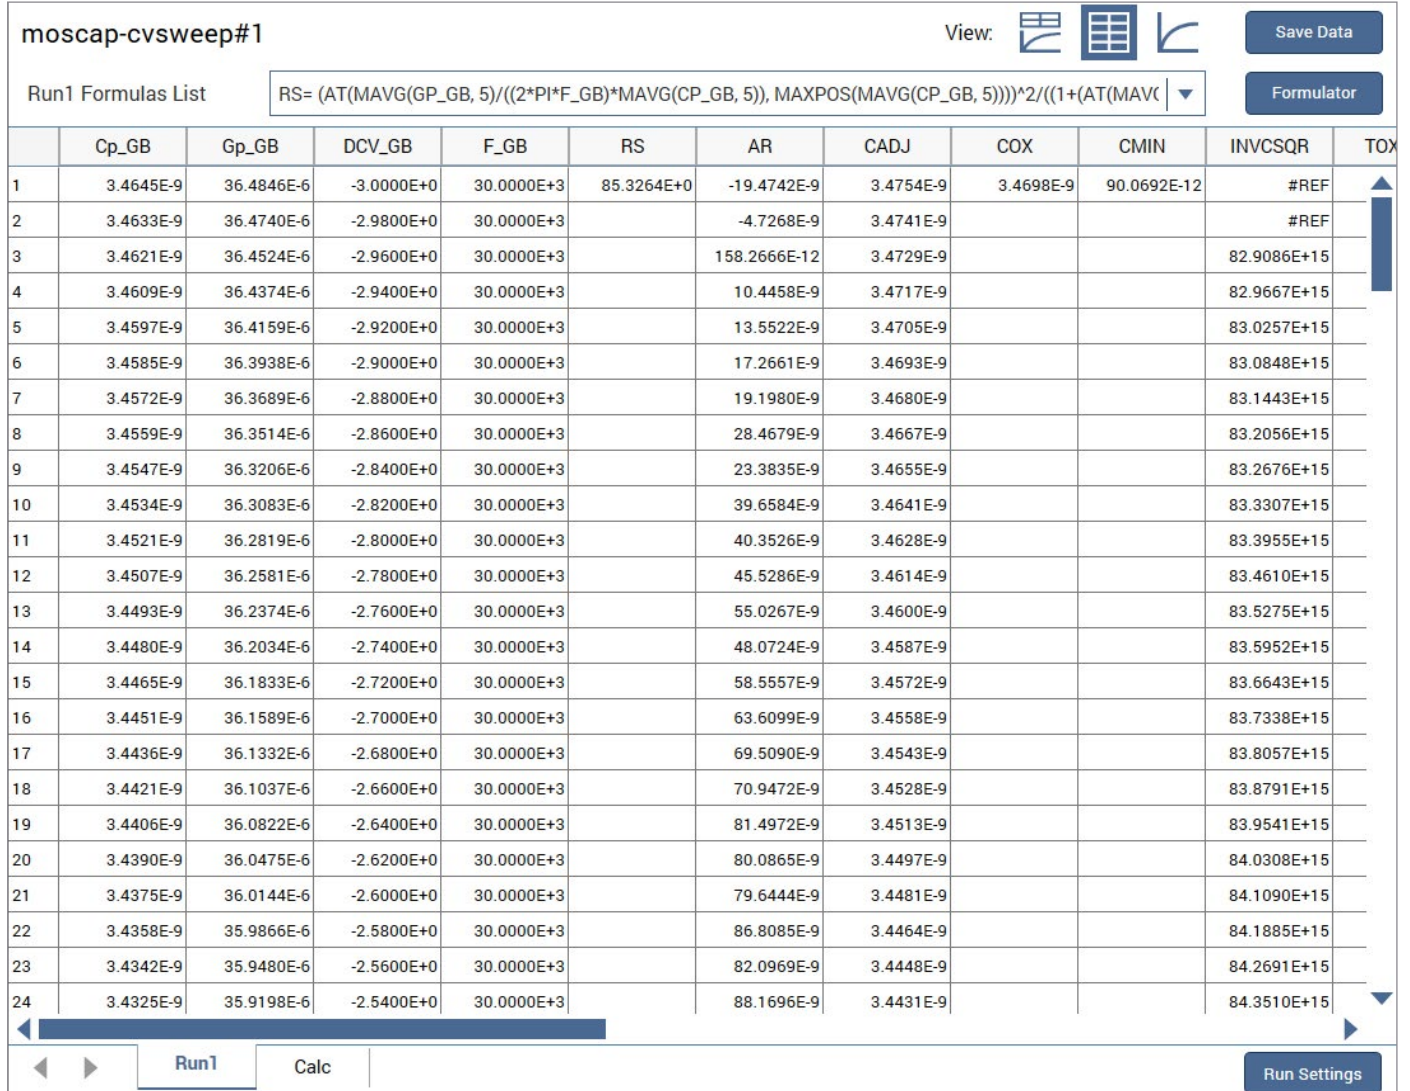 moscap-cvsweep#1 View: Save Data
Run1 Formulas List RS= (AT(MAVG(GP_GB, 5)/((2*PI*F_GB)*MAVG(CP_GB, 5)), MAXPOS(MAVG(CP_GB, 5))))^2/((1+(AT(MAVG Formulator
Cp_GB Gp_GB DCV_GB F_GB RS AR CADJ COX CMIN INVCSQR TOX
1 3.4645E-9 36.4846E-6 -3.0000E+0 30.0000E+3 85.3264E+0 -19.4742E-9 3.4754E-9 3.4698E-9 90.0692E-12 #REF
2 3.4633E-9 36.4740E-6 -2.9800E+0 30.0000E+3 -4.7268E-9 3.4741E-9 #REF
3 3.4621E-9 36.4524E-6 -2.9600E+0 30.0000E+3 158.2666E-12 3.4729E-9 82.9086E+15
4 3.4609E-9 36.4374E-6 -2.9400E+0 30.0000E+3 10.4458E-9 3.4717E-9 82.9667E+15
5 3.4597E-9 36.4159E-6 -2.9200E+0 30.0000E+3 13.5522E-9 3.4705E-9 83.0257E+15
6 3.4585E-9 36.3938E-6 -2.9000E+0 30.0000E+3 17.2661E-9 3.4693E-9 83.0848E+15
7 3.4572E-9 36.3689E-6 -2.8800E+0 30.0000E+3 19.1980E-9 3.4680E-9 83.1443E+15
8 3.4559E-9 36.3514E-6 -2.8600E+0 30.0000E+3 28.4679E-9 3.4667E-9 83.2056E+15
9 3.4547E-9 36.3206E-6 -2.8400E+0 30.0000E+3 23.3835E-9 3.4655E-9 83.2676E+15
10 3.4534E-9 36.3083E-6 -2.8200E+0 30.0000E+3 39.6584E-9 3.4641E-9 83.3307E+15
11 3.4521E-9 36.2819E-6 -2.8000E+0 30.0000E+3 40.3526E-9 3.4628E-9 83.3955E+15
12 3.4507E-9 36.2581E-6 -2.7800E+0 30.0000E+3 45.5286E-9 3.4614E-9 83.4610E+15
13 3.4493E-9 36.2374E-6 -2.7600E+0 30.0000E+3 55.0267E-9 3.4600E-9 83.5275E+15
14 3.4480E-9 36.2034E-6 -2.7400E+0 30.0000E+3 48.0724E-9 3.4587E-9 83.5952E+15
15 3.4465E-9 36.1833E-6 -2.7200E+0 30.0000E+3 58.5557E-9 3.4572E-9 83.6643E+15
16 3.4451E-9 36.1589E-6 -2.7000E+0 30.0000E+3 63.6099E-9 3.4558E-9 83.7338E+15
17 3.4436E-9 36.1332E-6 -2.6800E+0 30.0000E+3 69.5090E-9 3.4543E-9 83.8057E+15
18 3.4421E-9 36.1037E-6 -2.6600E+0 30.0000E+3 70.9472E-9 3.4528E-9 83.8791E+15
19 3.4406E-9 36.0822E-6 -2.6400E+0 30.0000E+3 81.4972E-9 3.4513E-9 83.9541E+15
20 3.4390E-9 36.0475E-6 -2.6200E+0 30.0000E+3 80.0865E-9 3.4497E-9 84.0308E+15
21 3.4375E-9 36.0144E-6 -2.6000E+0 30.0000E+3 79.6444E-9 3.4481E-9 84.1090E+15
22 3.4358E-9 35.9866E-6 -2.5800E+0 30.0000E+3 86.8085E-9 3.4464E-9 84.1885E+15
23 3.4342E-9 35.9480E-6 -2.5600E+0 30.0000E+3 82.0969E-9 3.4448E-9 84.2691E+15
24 3.4325E-9 35.9198E-6 -2.5400E+0 30.0000E+3 88.1696E-9 3.4431E-9 84.3510E+15
Run1 Calc Run Settings